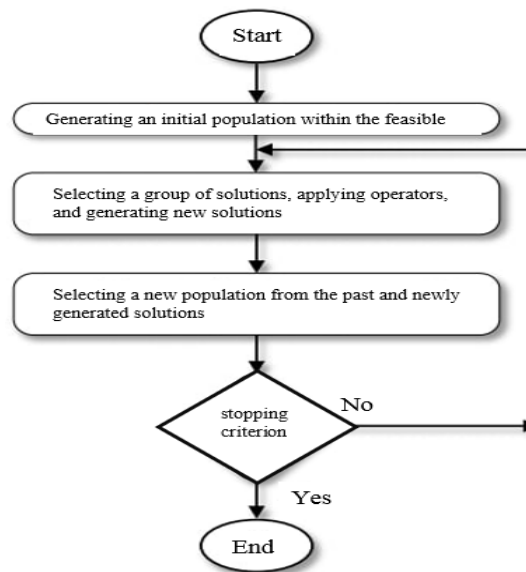 Start
Generating an initial population within the feasible
Selecting a group of solutions, applying operators,
and generating new solutions
Selecting a new population from the past and newly
generated solutions
stopping
criterion
No
Yes
End